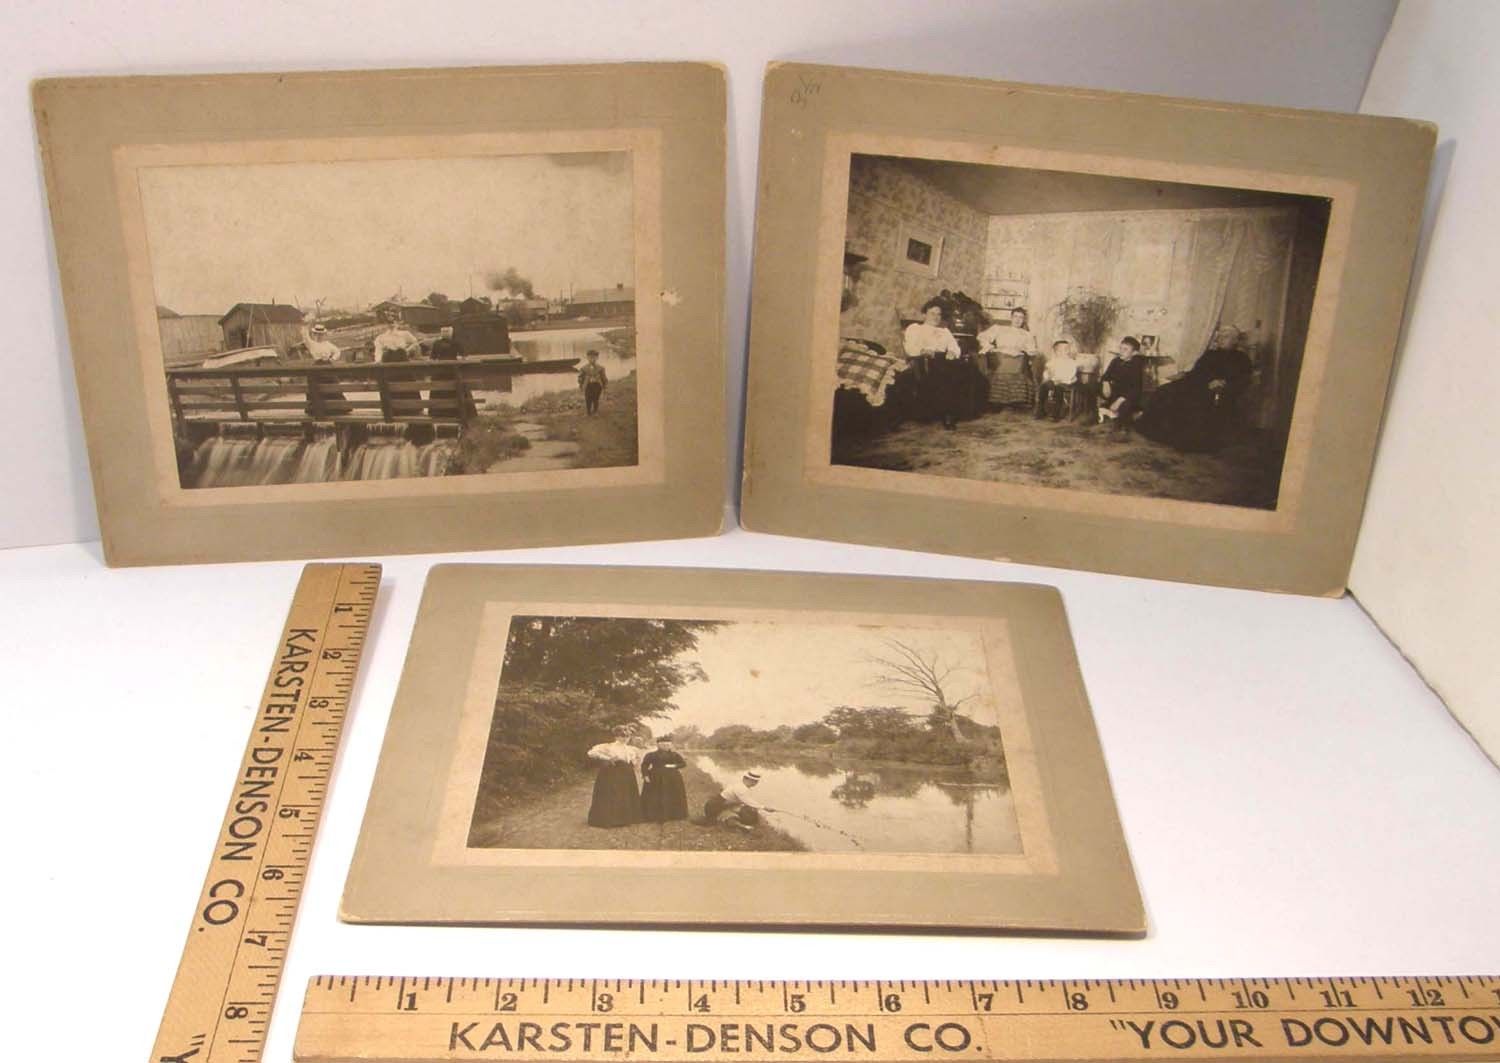 1 2 3 4 5 6 7 8
KARSTEN-DENSON CO.
1 2 3 4 5 6 7 8 9 10 11 12
KARSTEN-DENSON CO. "YOUR DOWNTO